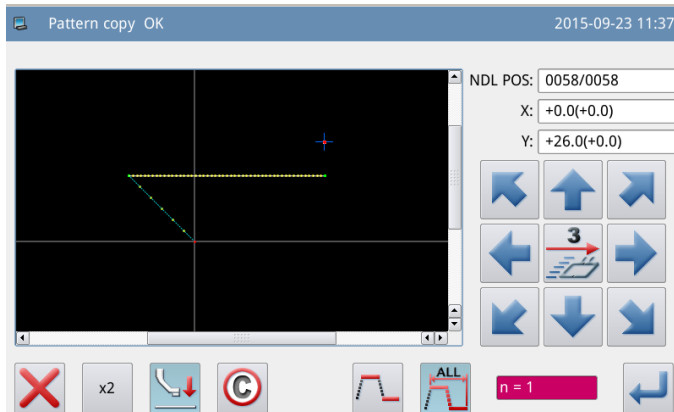 Pattern copy OK
2015-09-23 11:37
NDL POS: 0058/0058
X: +0.0(+0.0)
Y: +26.0(+0.0)
3
x2
C
ALL
n = 1